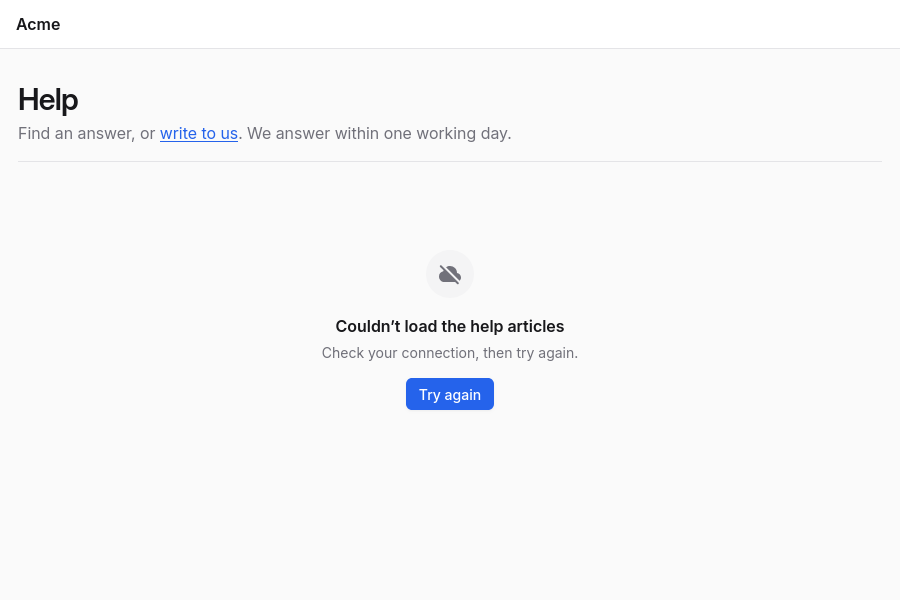 Acme
Help
Find an answer, or write to us. We answer within one working day.
Couldn’t load the help articles
Check your connection, then try again.
Try again